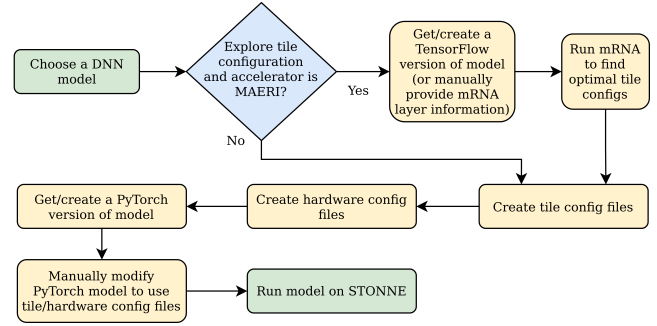 Choose a DNN
model
Explore tile
configuration
and accelerator is
MAERI?
Yes
No
Get/create a
TensorFlow
version of model
(or manually
provide mRNA
layer information)
Run mRNA
to find
optimal tile
configs
Create tile config files
Create hardware config
files
Get/create a PyTorch
version of model
Manually modify
PyTorch model to use
tile/hardware config files
Run model on STONNE